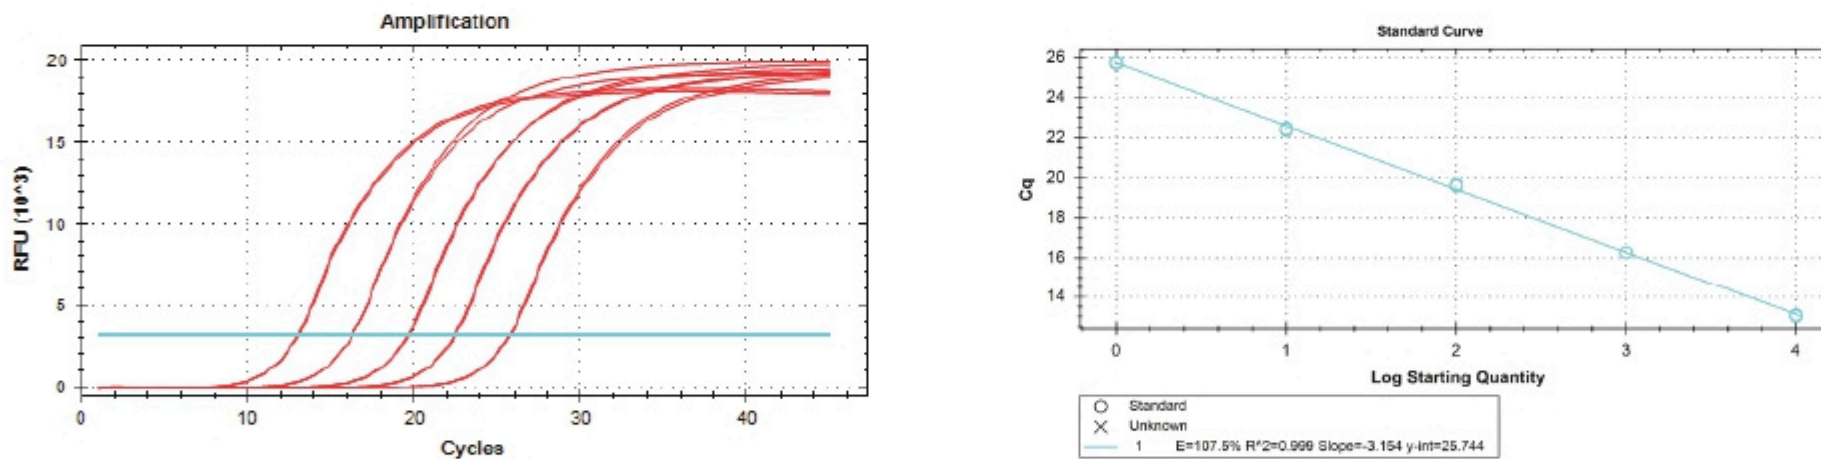 Amplification
20
15
10
5
0
RFU (10^3)
0 10 20 30 40
Cycles
Standard Curve
26
24
22
20
18
16
14
Cq
0 1 2 3 4
Log Starting Quantity
Standard
Unknown
1 E=107.5% R^2=0.999 Slope=-3.154 y-int=25.744